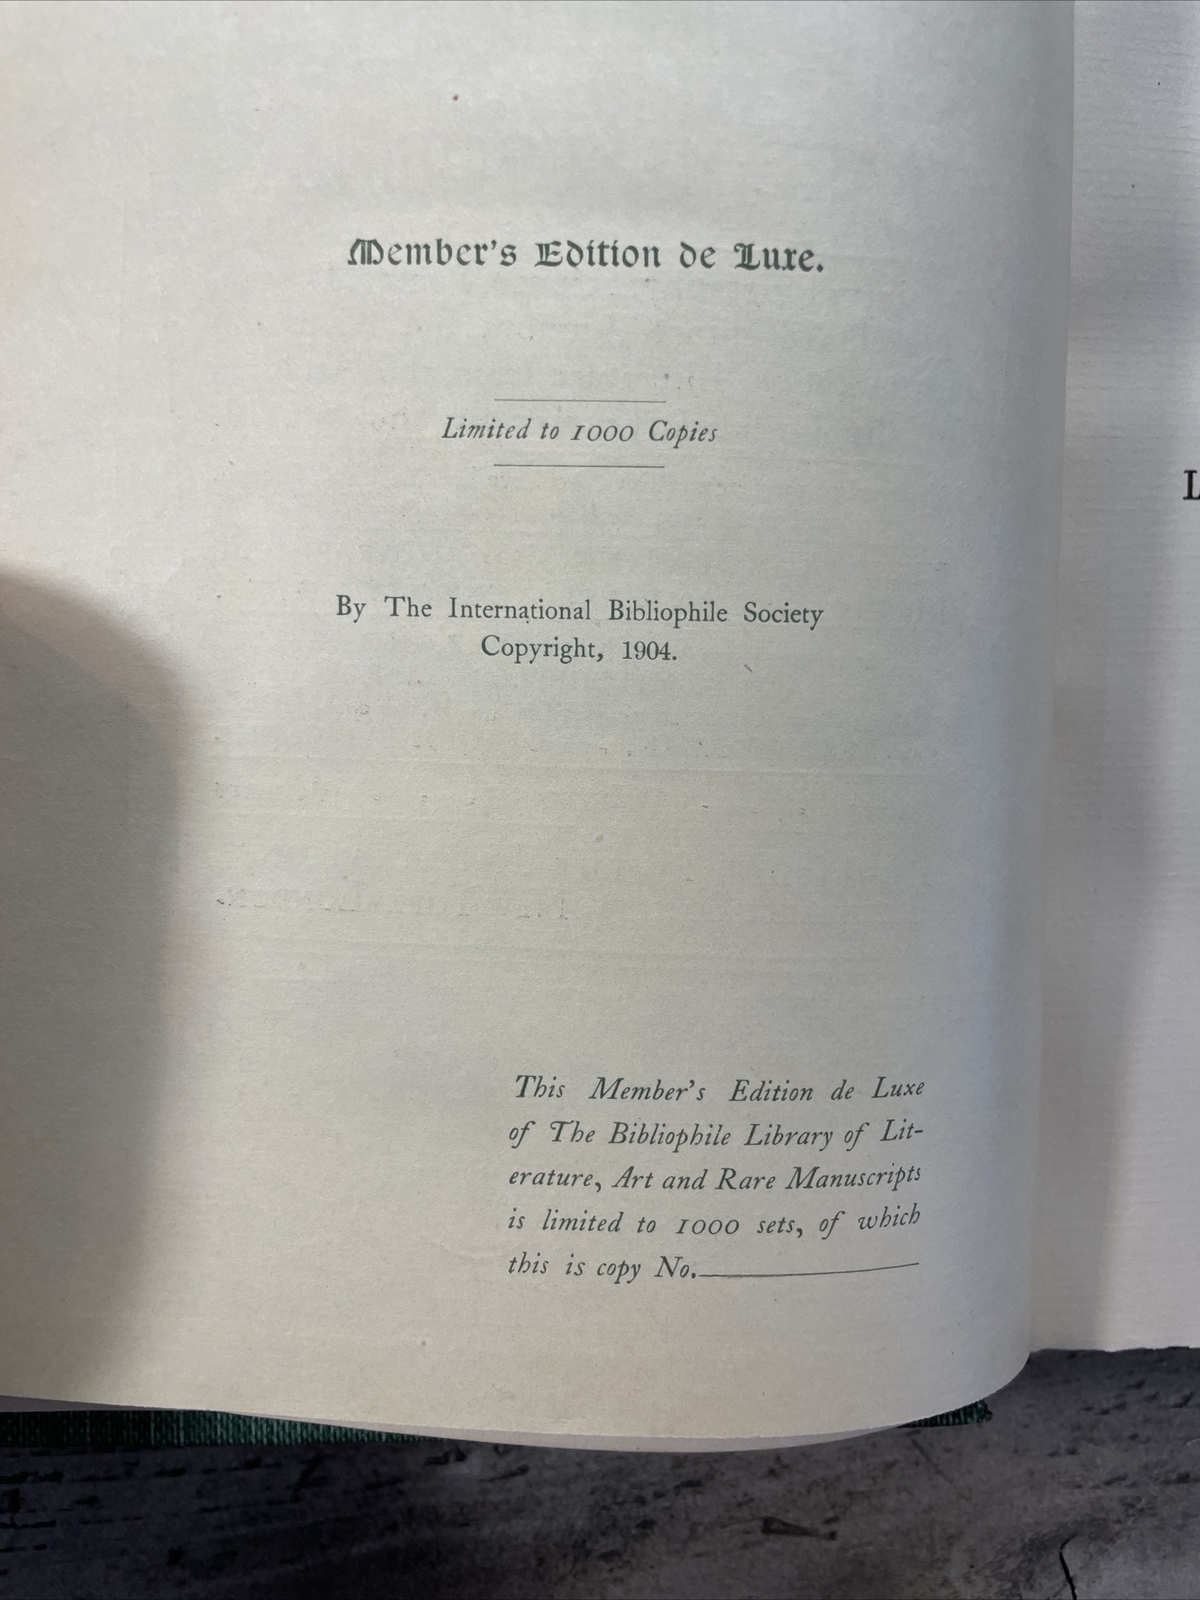 Member's Edition de Luxe.
Limited to 1000 Copies
By The International Bibliophile Society
Copyright, 1904.
This Member's Edition de Luxe
of The Bibliophile Library of Lit-
erature, Art and Rare Manuscripts
is limited to 1000 sets, of which
this is copy No.
L